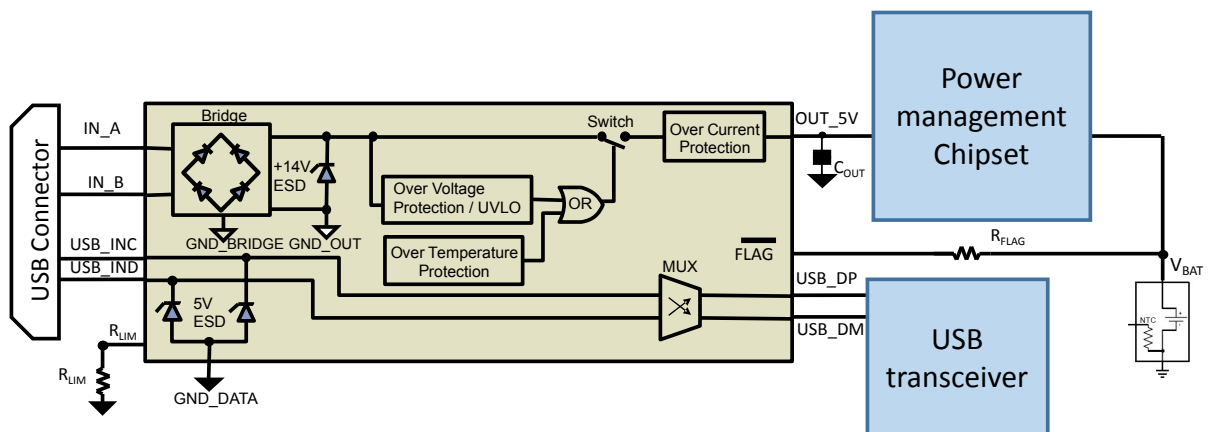 USB Connector
IN_A
IN_B
USB_INC
USB_IND
R_LIM
R_LIM
Bridge
+14V
ESD
GND_BRIDGE
GND_OUT
Over Voltage
Protection / UVLO
Over Temperature
Protection
OR
Switch
Over Current
Protection
5V
ESD
GND_DATA
MUX
FLAG
OUT_5V
C_OUT
USB_DP
USB_DM
Power
management
Chipset
R_FLAG
V_BAT
NTC
+
-
USB
transceiver